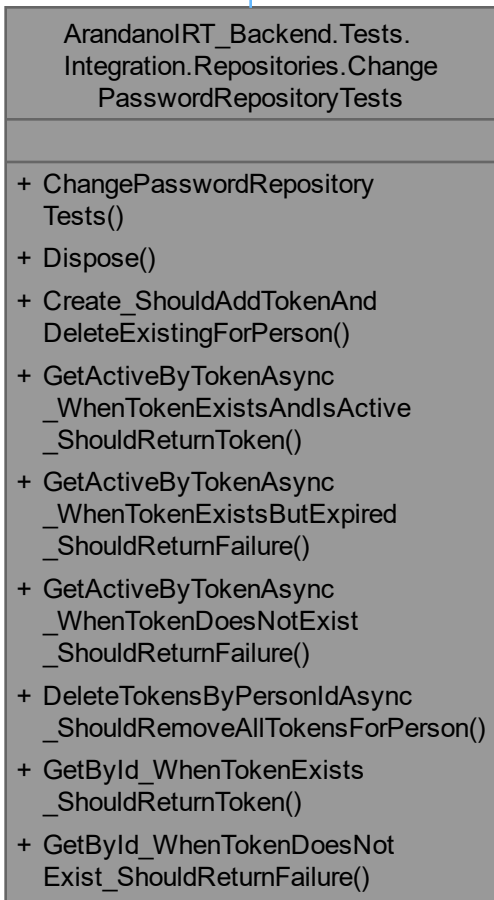 ArandanoIRT_Backend.Tests.
Integration.Repositories.Change
PasswordRepositoryTests
+ ChangePasswordRepository
Tests()
+ Dispose()
+ Create_ShouldAddTokenAnd
DeleteExistingForPerson()
+ GetActiveByTokenAsync
_WhenTokenExistsAndIsActive
_ShouldReturnToken()
+ GetActiveByTokenAsync
_WhenTokenExistsButExpired
_ShouldReturnFailure()
+ GetActiveByTokenAsync
_WhenTokenDoesNotExist
_ShouldReturnFailure()
+ DeleteTokensByPersonIdAsync
_ShouldRemoveAllTokensForPerson()
+ GetById_WhenTokenExists
_ShouldReturnToken()
+ GetById_WhenTokenDoesNot
Exist_ShouldReturnFailure()